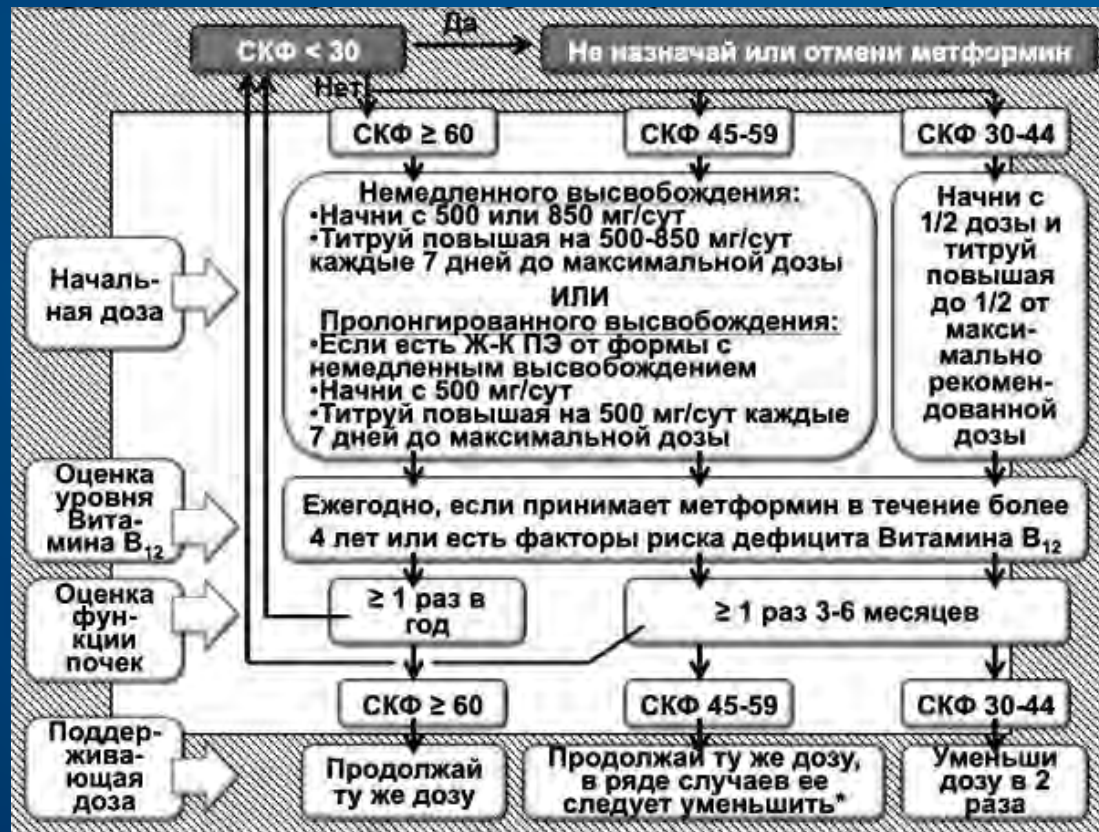 СКФ < 30
Да
Не назначай или отмени метформин
Нет
СКФ ≥ 60
СКФ 45-59
СКФ 30-44
Началь-
ная доза
Немедленного высвобождения:
•Начни с 500 или 850 мг/сут
•Титруй повышая на 500-850 мг/сут
каждые 7 дней до максимальной дозы
ИЛИ
Пролонгированного высвобождения:
•Если есть Ж-К ПЭ от формы с
немедленным высвобождением
•Начни с 500 мг/сут
•Титруй повышая на 500 мг/сут каждые
7 дней до максимальной дозы
Начни с
1/2 дозы и
титруй
повышая
до 1/2 от
макси-
мально
рекомен-
дованной
дозы
Оценка
уровня
Вита-
мина В12
Ежегодно, если принимает метформин в течение более
4 лет или есть факторы риска дефицита Витамина В12
Оценка
фун-
кции
почек
≥ 1 раз в
год
≥ 1 раз 3-6 месяцев
СКФ ≥ 60
СКФ 45-59
СКФ 30-44
Поддер-
жива-
ющая
доза
Продолжай
ту же дозу
Продолжай ту же дозу,
в ряде случаев ее
следует уменьшить*
Уменьши
дозу в 2
раза